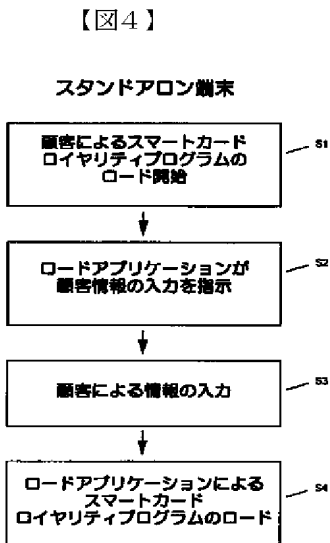 【図４】
スタンドアロン端末
顧客によるスマートカード
ロイヤリティプログラムの
ロード開始
S1
ロードアプリケーションが
顧客情報の入力を指示
S2
顧客による情報の入力
S3
ロードアプリケーションによる
スマートカード
ロイヤリティプログラムのロード
S4